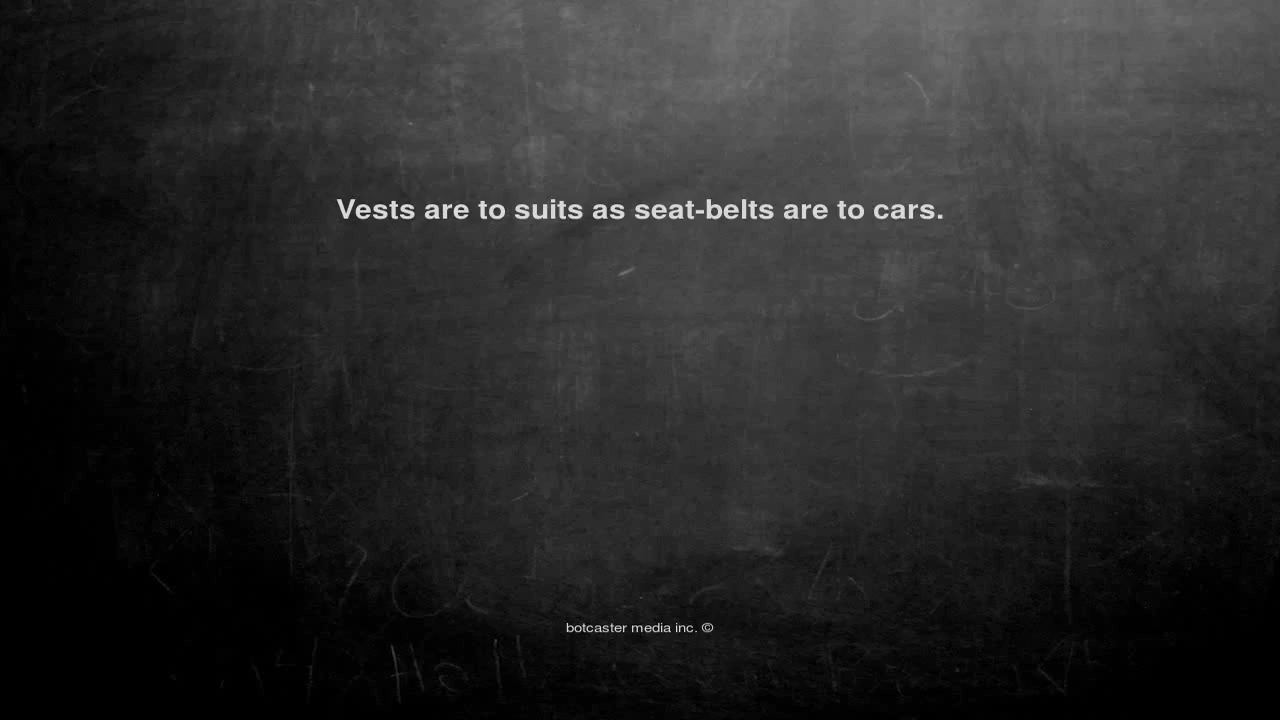 Vests are to suits as seat-belts are to cars.
botcaster media inc. ©